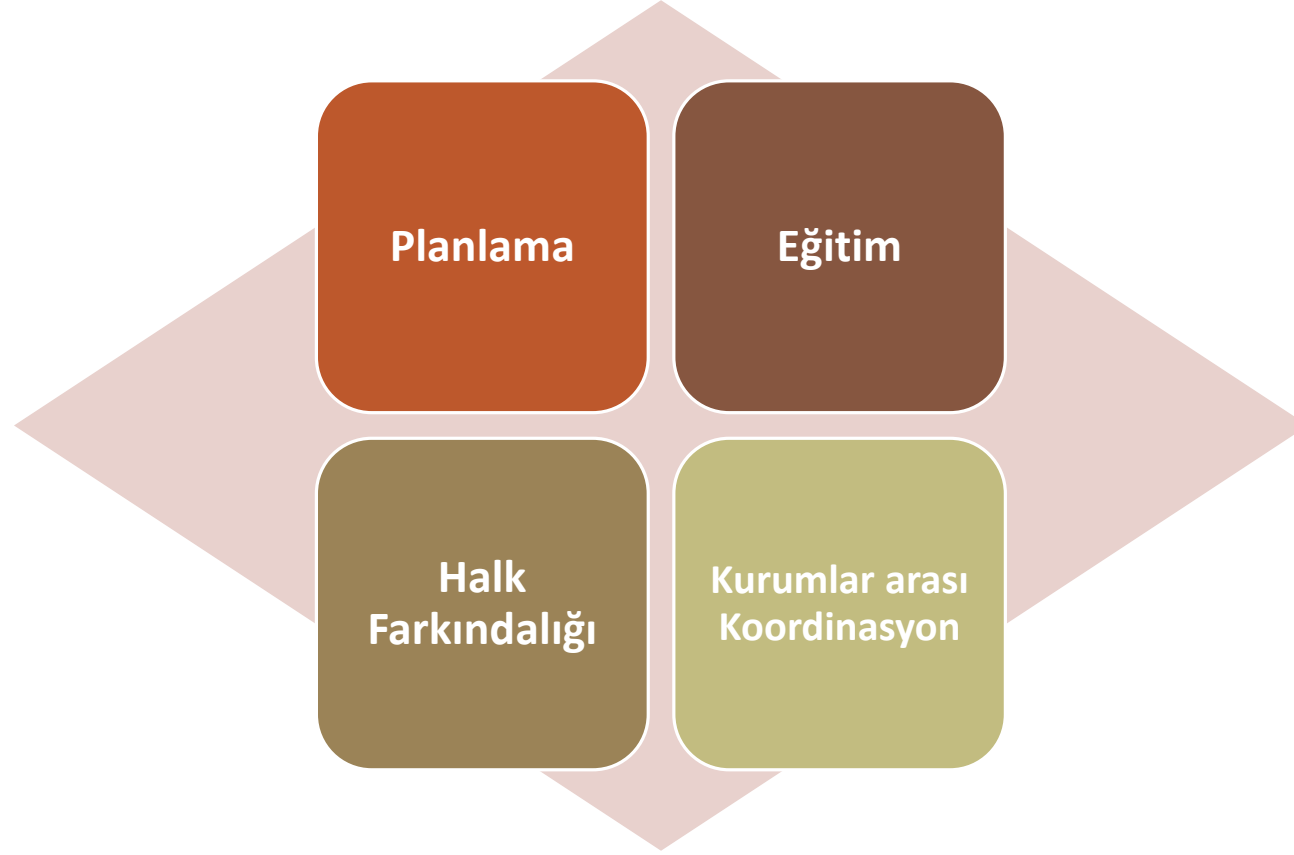 Planlama
Eğitim
Halk
Farkındalığı
Kurumlar arası
Koordinasyon